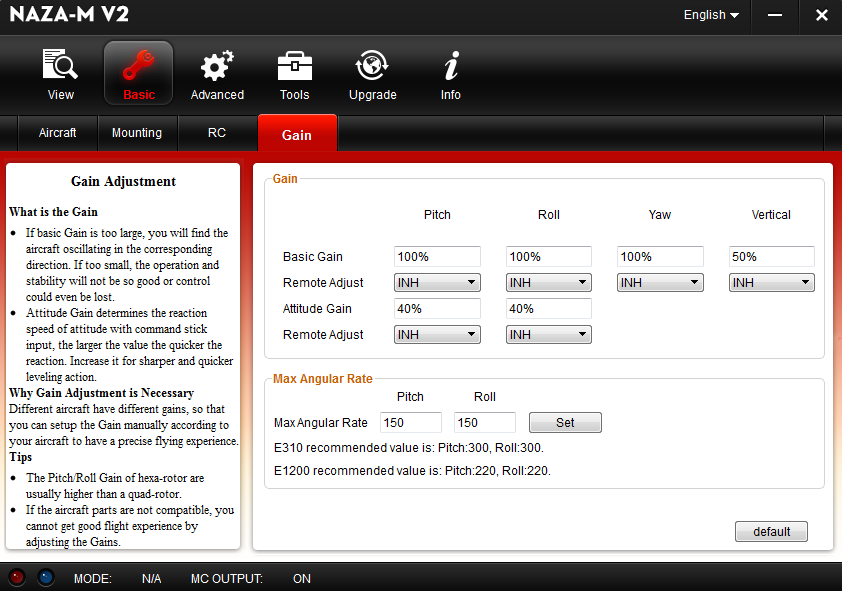 NAZA-M V2
English
View
Basic
Advanced
Tools
Upgrade
Info
Aircraft
Mounting
RC
Gain
Gain Adjustment
What is the Gain
If basic Gain is too large, you will find the
aircraft oscillating in the corresponding
direction. If too small, the operation and
stability will not be so good or control
could even be lost.
Attitude Gain determines the reaction
speed of attitude with command stick
input, the larger the value the quicker the
reaction. Increase it for sharper and quicker
leveling action.
Why Gain Adjustment is Necessary
Different aircraft have different gains, so that
you can setup the Gain manually according to
your aircraft to have a precise flying experience.
Tips
The Pitch/Roll Gain of hexa-rotor are
usually higher than a quad-rotor.
If the aircraft parts are not compatible, you
cannot get good flight experience by
adjusting the Gains.
Gain
Pitch Roll Yaw Vertical
Basic Gain 100% 100% 100% 50%
Remote Adjust INH INH INH INH
Attitude Gain 40% 40%
Remote Adjust INH INH
Max Angular Rate
Pitch Roll
Max Angular Rate 150 150 Set
E310 recommended value is: Pitch:300, Roll:300.
E1200 recommended value is: Pitch:220, Roll:220.
default
MODE: N/A MC OUTPUT: ON